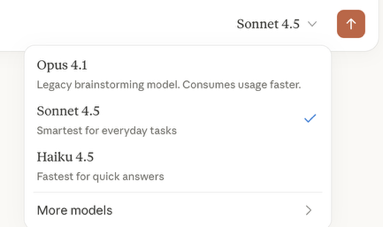 Sonnet 4.5
Opus 4.1
Legacy brainstorming model. Consumes usage faster.
Sonnet 4.5
Smartest for everyday tasks
Haiku 4.5
Fastest for quick answers
More models